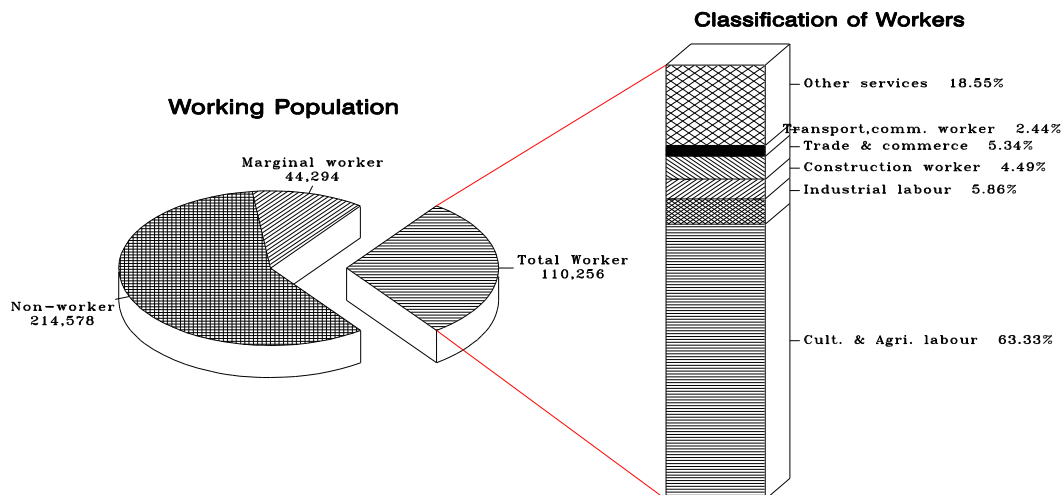 Classification of Workers
Working Population
Other services 18.55%
Transport,comm. worker 2.44%
Trade & commerce 5.34%
Construction worker 4.49%
Industrial labour 5.86%
Cult. & Agri. labour 63.33%
Marginal worker
44,294
Total Worker
110,256
Non-worker
214,578